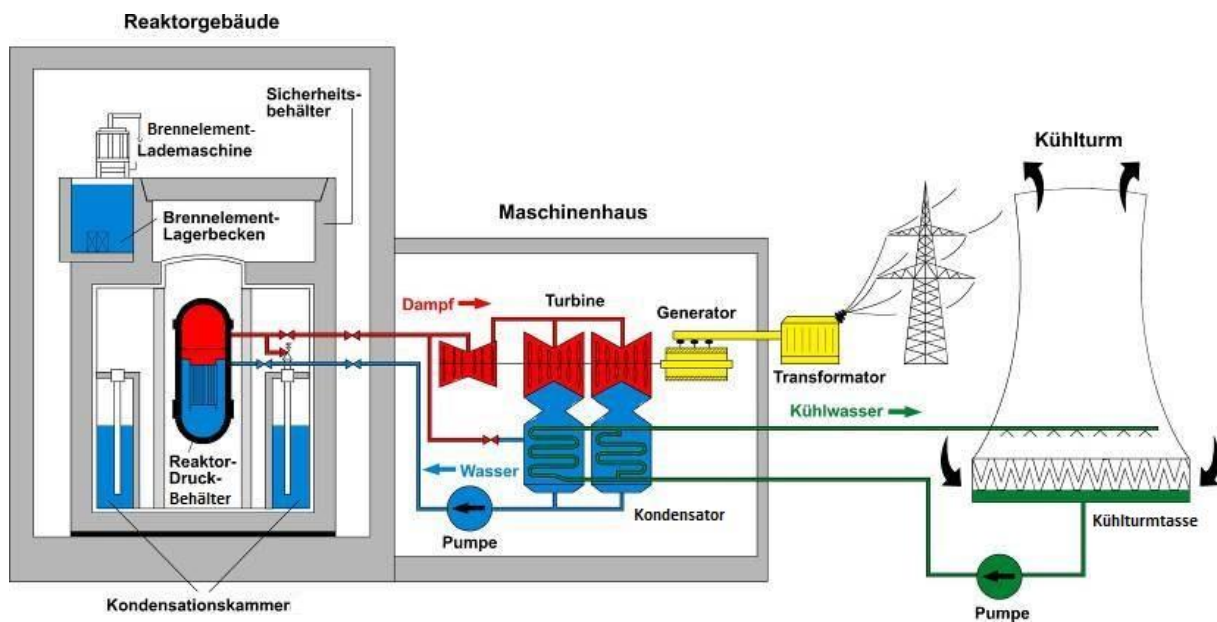 Reaktorgebäude
Sicherheits-
behälter
Brennelement-
Lademaschine
Brennelement-
Lagerbecken
Reaktor-
Druck-
Behälter
Kondensationskammer
Maschinenhaus
Dampf
Turbine
Generator
Transformator
Wasser
Pumpe
Kondensator
Kühlwasser
Kühlturm
Kühlturmtasse
Pumpe